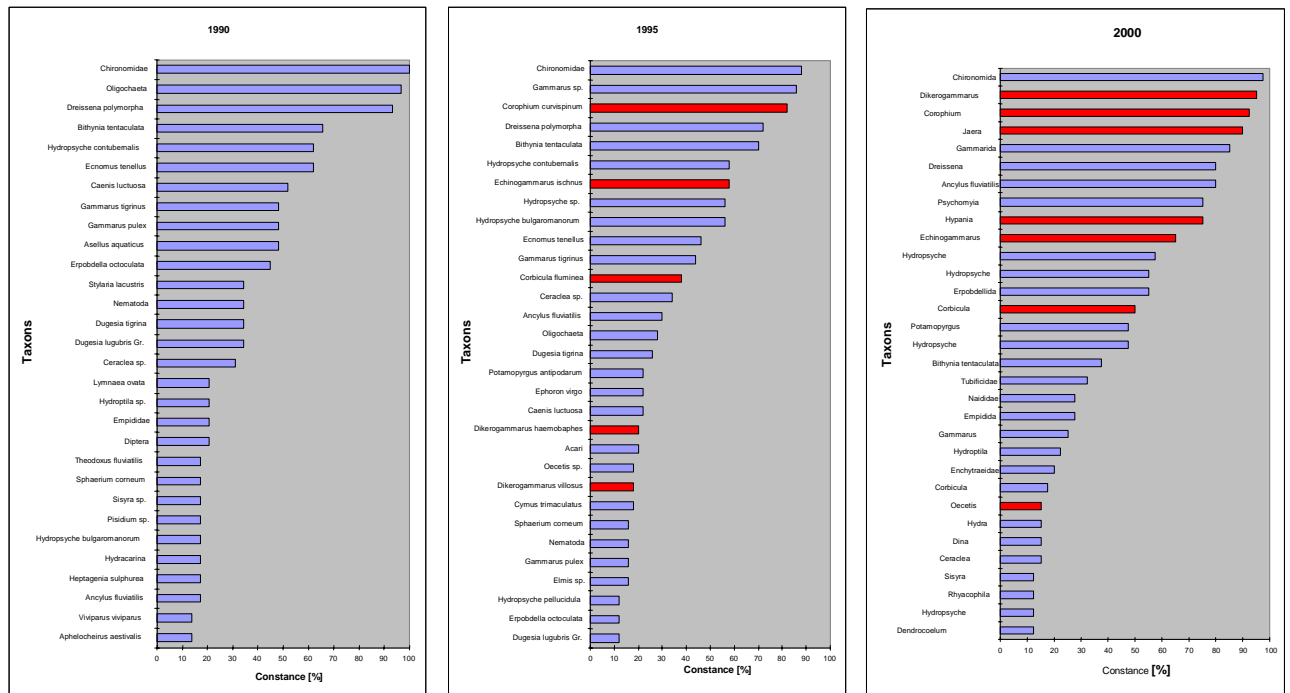 1990
Taxons
Chironomidae
Oligochaeta
Dreissena polymorpha
Bithynia tentaculata
Hydropsyche contubernalis
Ecnomus tenellus
Caenis luctuosa
Gammarus tigrinus
Gammarus pulex
Asellus aquaticus
Erpobdella octoculata
Stylaria lacustris
Nematoda
Dugesia tigrina
Dugesia lugubris Gr.
Ceraclea sp.
Lymnaea ovata
Hydroptila sp.
Empididae
Diptera
Theodoxus fluviatilis
Sphaerium corneum
Sisyra sp.
Pisidium sp.
Hydropsyche bulgaromanorum
Hydracarina
Heptagenia sulphurea
Ancylus fluviatilis
Viviparus viviparus
Aphelocheirus aestivalis
0 10 20 30 40 50 60 70 80 90 100
Constance [%]
1995
Taxons
Chironomidae
Gammarus sp.
Corophium curvispinum
Dreissena polymorpha
Bithynia tentaculata
Hydropsyche contubernalis
Echinogammarus ischnus
Hydropsyche sp.
Hydropsyche bulgaromanorum
Ecnomus tenellus
Gammarus tigrinus
Corbicula fluminea
Ceraclea sp.
Ancylus fluviatilis
Oligochaeta
Dugesia tigrina
Potamopyrgus antipodarum
Ephoron virgo
Caenis luctuosa
Dikerogammarus haemobaphes
Acari
Oecetis sp.
Dikerogammarus villosus
Cyrnus trimaculatus
Sphaerium corneum
Nematoda
Gammarus pulex
Elmis sp.
Hydropsyche pellucidula
Erpobdella octoculata
Dugesia lugubris Gr.
0 10 20 30 40 50 60 70 80 90 100
Constance [%]
2000
Taxons
Chironomida
Dikerogammarus
Corophium
Jaera
Gammarida
Dreissena
Ancylus fluviatilis
Psychomyia
Hypania
Echinogammarus
Hydropsyche
Hydropsyche
Erpobdellida
Corbicula
Potamopyrgus
Hydropsyche
Bithynia tentaculata
Tubificidae
Naididae
Empidida
Gammarus
Hydroptila
Enchytraeidae
Corbicula
Oecetis
Hydra
Dina
Ceraclea
Sisyra
Rhyacophila
Hydropsyche
Dendrocoelum
0 10 20 30 40 50 60 70 80 90 100
Constance [%]